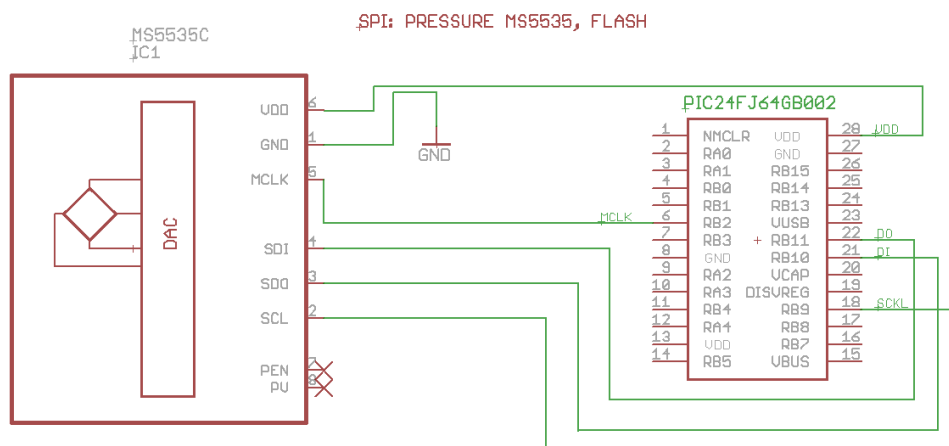 SPI: PRESSURE MS5535, FLASH
MS5535C
IC1
VDD 6
GND 1
MCLK 5
SDI 4
SDO 3
SCL 2
PEN 7
PV 8
DAC
GND
PIC24FJ64GB002
1 NMCLR VDD 28 VDD
2 RA0 GND 27
3 RA1 RB15 26
4 RB0 RB14 25
5 RB1 RB13 24
MCLK 6 RB2 VUSB 23
7 RB3 RB11 22 DO
8 GND RB10 21 DI
9 RA2 VCAP 20
10 RA3 DISVREG 19
11 RB4 RB9 18 SCKL
12 RA4 RB8 17
13 VDD RB7 16
14 RB5 VBUS 15